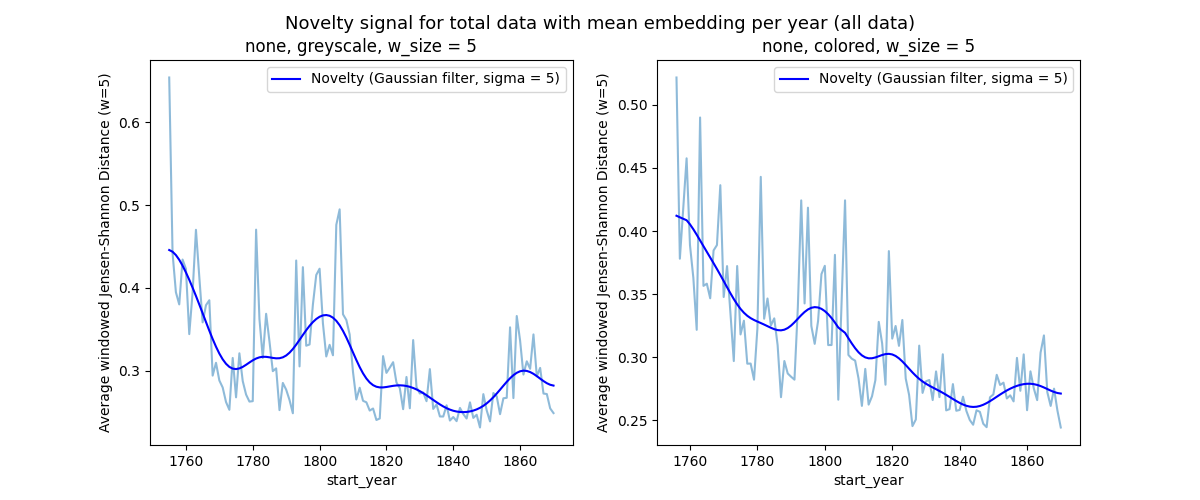 Novelty signal for total data with mean embedding per year (all data)
none, greyscale, w_size = 5
Novelty (Gaussian filter, sigma = 5)
Average windowed Jensen-Shannon Distance (w=5)
0.6
0.5
0.4
0.3
1760 1780 1800 1820 1840 1860
start_year
none, colored, w_size = 5
Novelty (Gaussian filter, sigma = 5)
Average windowed Jensen-Shannon Distance (w=5)
0.50
0.45
0.40
0.35
0.30
0.25
1760 1780 1800 1820 1840 1860
start_year